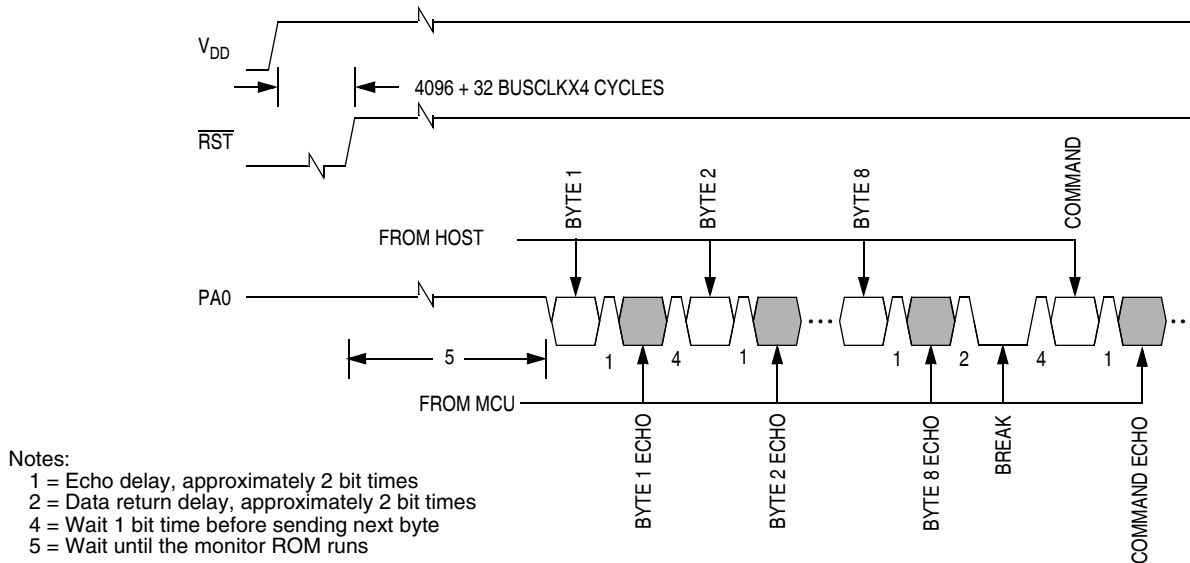 VDD
4096 + 32 BUSCLKX4 CYCLES
RST
BYTE 1
BYTE 2
BYTE 8
COMMAND
FROM HOST
PA0
5
1
4
1
1
2
4
1
FROM MCU
BYTE 1 ECHO
BYTE 2 ECHO
BYTE 8 ECHO
BREAK
COMMAND ECHO
Notes:
1 = Echo delay, approximately 2 bit times
2 = Data return delay, approximately 2 bit times
4 = Wait 1 bit time before sending next byte
5 = Wait until the monitor ROM runs